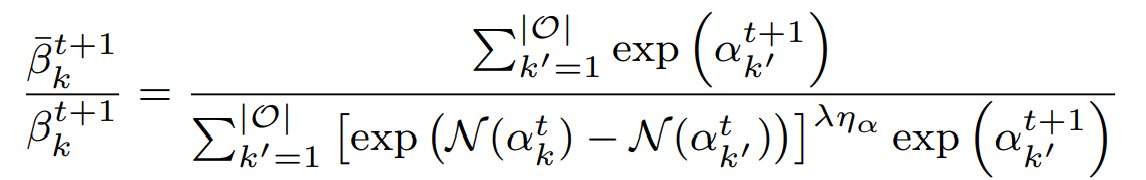 \frac{\bar{\beta}_k^{t+1}}{\beta_k^{t+1}} = \frac{\sum_{k'=1}^{|\mathcal{O}|} \exp\left(\alpha_{k'}^{t+1}\right)}{\sum_{k'=1}^{|\mathcal{O}|} \left[\exp\left(\mathcal{N}(\alpha_k^t) - \mathcal{N}(\alpha_{k'}^t)\right)\right]^{\lambda\eta_\alpha} \exp\left(\alpha_{k'}^{t+1}\right)}